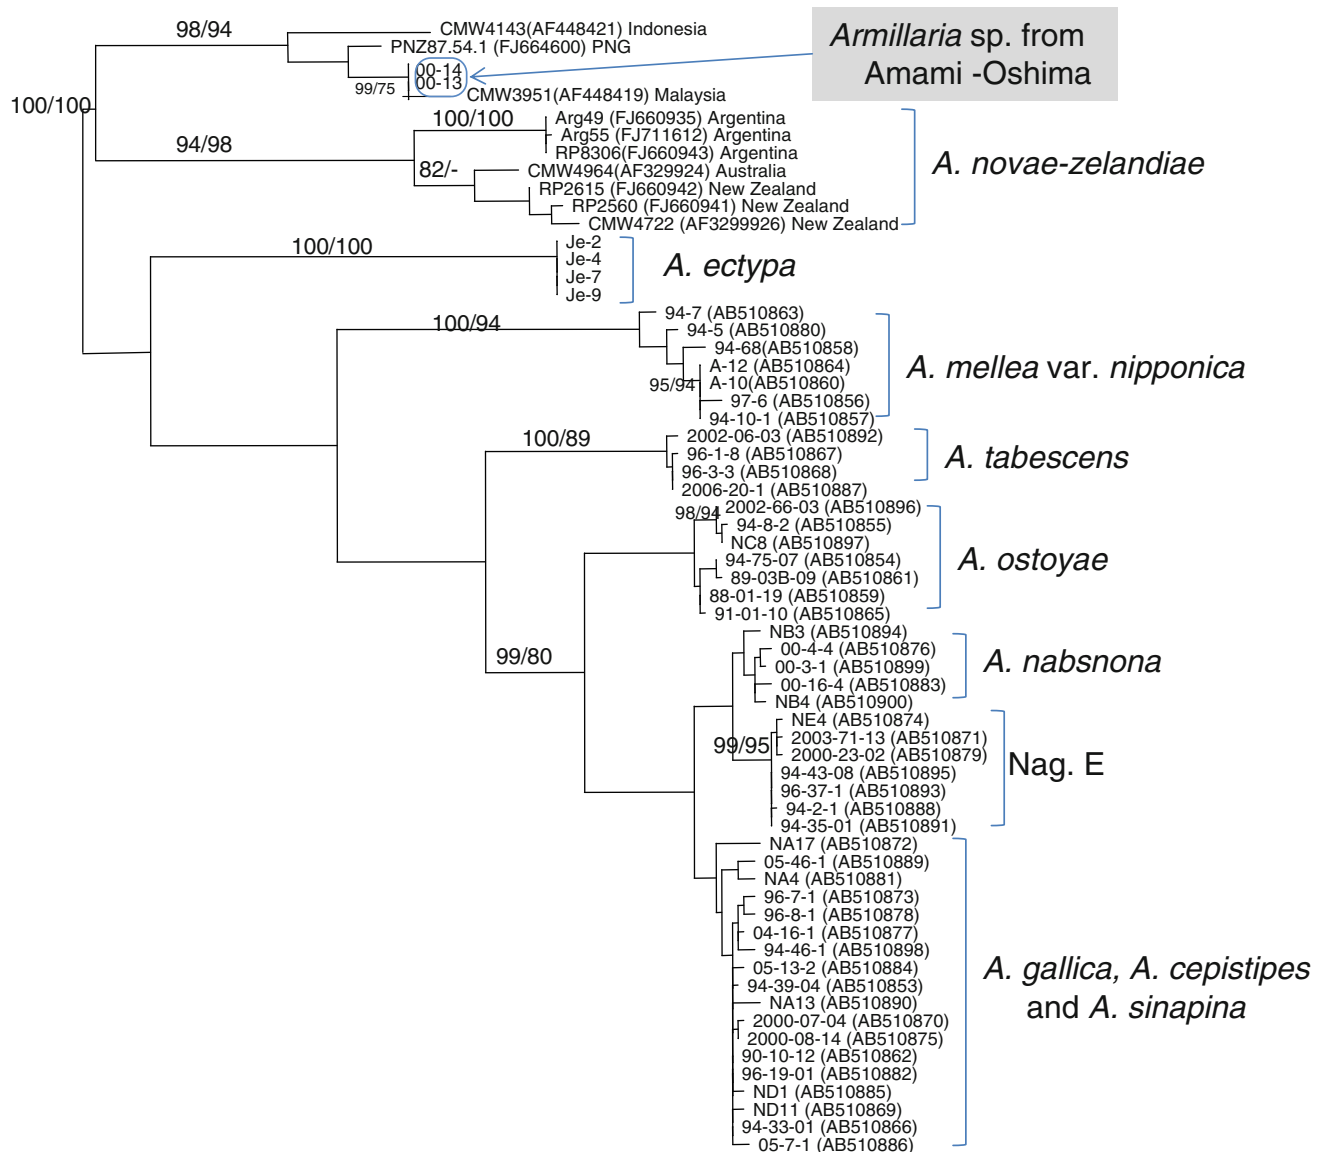 98/94
CMW4143(AF448421) Indonesia
PNZ87.54.1 (FJ664600) PNG
00-14
00-13
99/75
CMW3951(AF448419) Malaysia
Armillaria sp. from
Amami -Oshima
100/100
100/100
Arg49 (FJ660935) Argentina
Arg55 (FJ711612) Argentina
RP8306(FJ660943) Argentina
94/98
82/-
CMW4964(AF329924) Australia
RP2615 (FJ660942) New Zealand
RP2560 (FJ660941) New Zealand
CMW4722 (AF3299926) New Zealand
A. novae-zelandiae
100/100
Je-2
Je-4
Je-7
Je-9
A. ectypa
100/94
94-7 (AB510863)
94-5 (AB510880)
94-68(AB510858)
A-12 (AB510864)
95/94
A-10(AB510860)
97-6 (AB510856)
94-10-1 (AB510857)
A. mellea var. nipponica
100/89
2002-06-03 (AB510892)
96-1-8 (AB510867)
96-3-3 (AB510868)
2006-20-1 (AB510887)
A. tabescens
98/94
2002-66-03 (AB510896)
94-8-2 (AB510855)
NC8 (AB510897)
94-75-07 (AB510854)
89-03B-09 (AB510861)
88-01-19 (AB510859)
91-01-10 (AB510865)
A. ostoyae
99/80
NB3 (AB510894)
00-4-4 (AB510876)
00-3-1 (AB510899)
00-16-4 (AB510883)
NB4 (AB510900)
A. nabsnona
99/95
NE4 (AB510874)
2003-71-13 (AB510871)
2000-23-02 (AB510879)
94-43-08 (AB510895)
96-37-1 (AB510893)
94-2-1 (AB510888)
94-35-01 (AB510891)
Nag. E
NA17 (AB510872)
05-46-1 (AB510889)
NA4 (AB510881)
96-7-1 (AB510873)
96-8-1 (AB510878)
04-16-1 (AB510877)
94-46-1 (AB510898)
05-13-2 (AB510884)
94-39-04 (AB510853)
NA13 (AB510890)
2000-07-04 (AB510870)
2000-08-14 (AB510875)
90-10-12 (AB510862)
96-19-01 (AB510882)
ND1 (AB510885)
ND11 (AB510869)
94-33-01 (AB510866)
05-7-1 (AB510886)
A. gallica, A. cepistipes
and A. sinapina